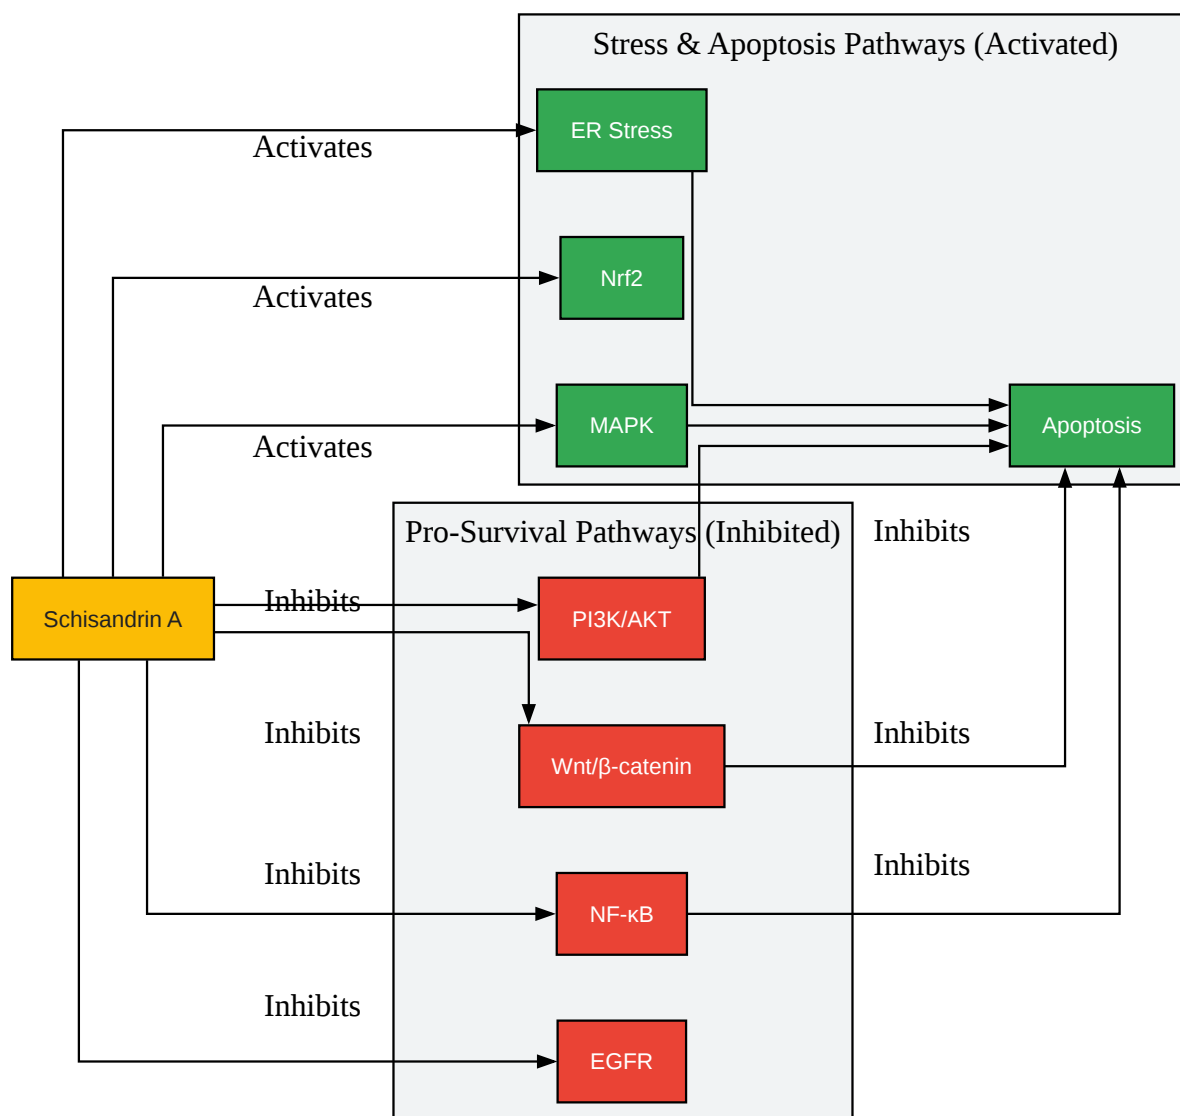 Stress & Apoptosis Pathways (Activated)
ER Stress
Activates
Nrf2
Activates
MAPK
Apoptosis
Activates
Pro-Survival Pathways (Inhibited)
Inhibits
Inhibits
Schisandrin A
PI3K/AKT
Inhibits
Inhibits
Wnt/β-catenin
Inhibits
Inhibits
NF-κB
Inhibits
EGFR